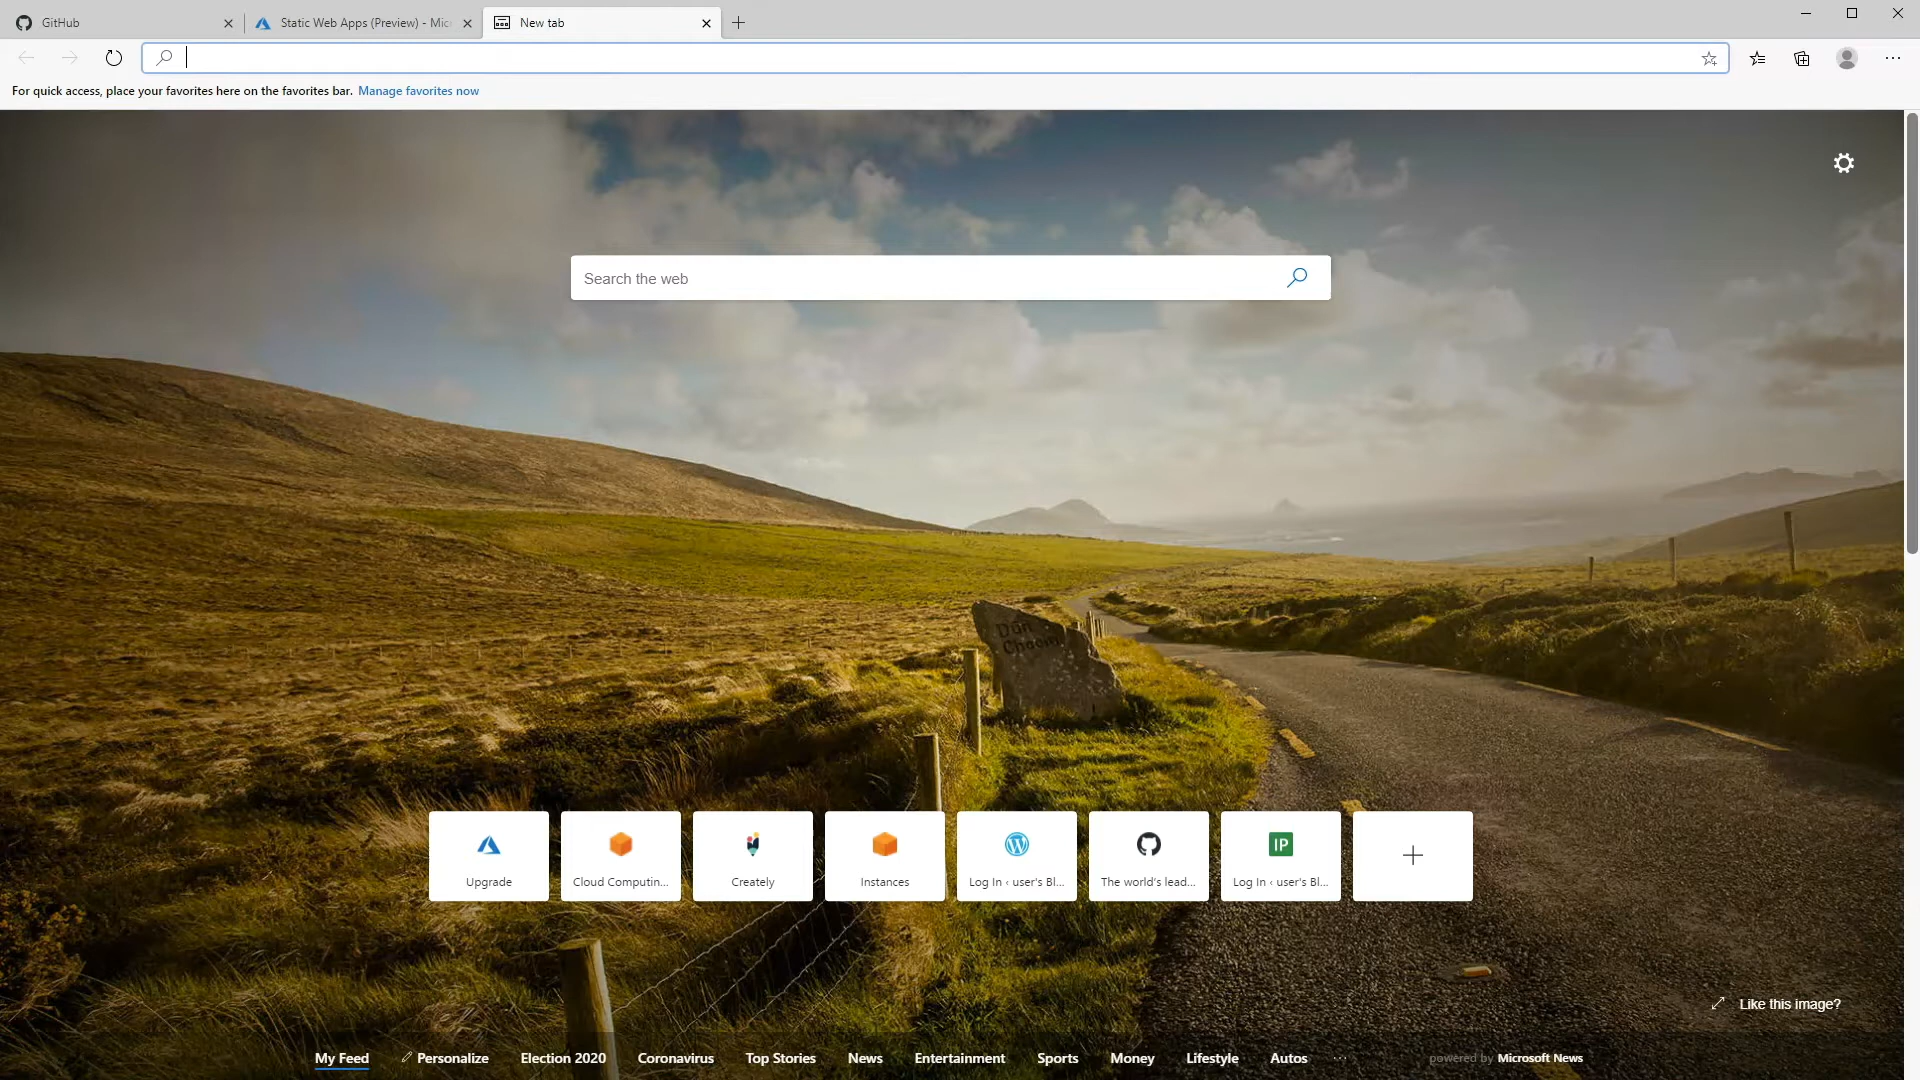 GitHub
Static Web Apps (Preview) - Mic
New tab
For quick access, place your favorites here on the favorites bar. Manage favorites now
Search the web
Dún
Chaoin
Upgrade
Cloud Computin...
Creately
Instances
Log In ‹ user's Bl...
The world's lead...
IP
Log In ‹ user's Bl...
Like this image?
My Feed
Personalize
Election 2020
Coronavirus
Top Stories
News
Entertainment
Sports
Money
Lifestyle
Autos
...
powered by Microsoft News